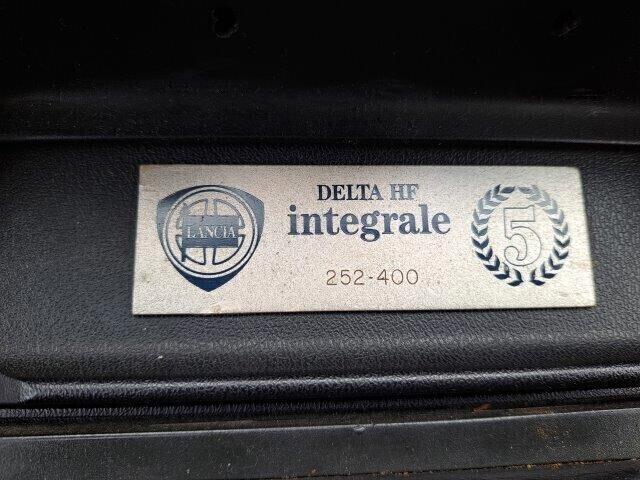 LANCIA
DELTA HF
integrale
252-400
5